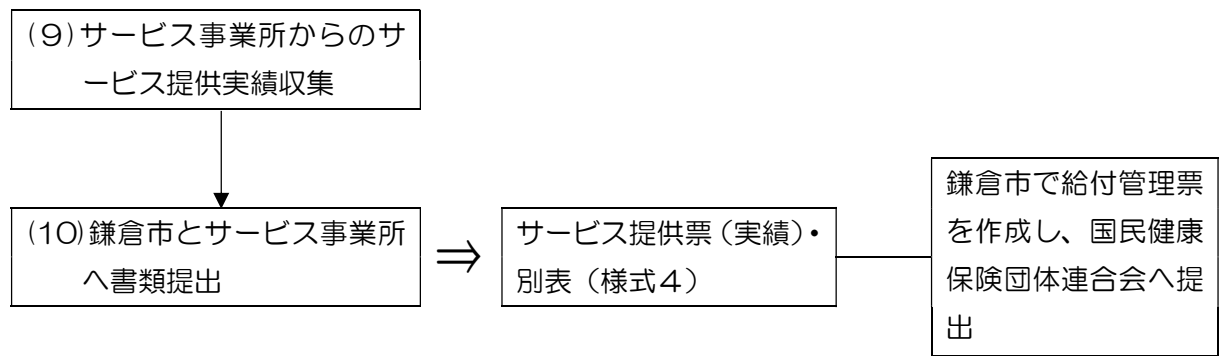 (9)サービス事業所からのサ
ービス提供実績収集
(10)鎌倉市とサービス事業所
へ書類提出
⇒
サービス提供票(実績)・
別表(様式4)
鎌倉市で給付管理票
を作成し、国民健康
保険団体連合会へ提
出